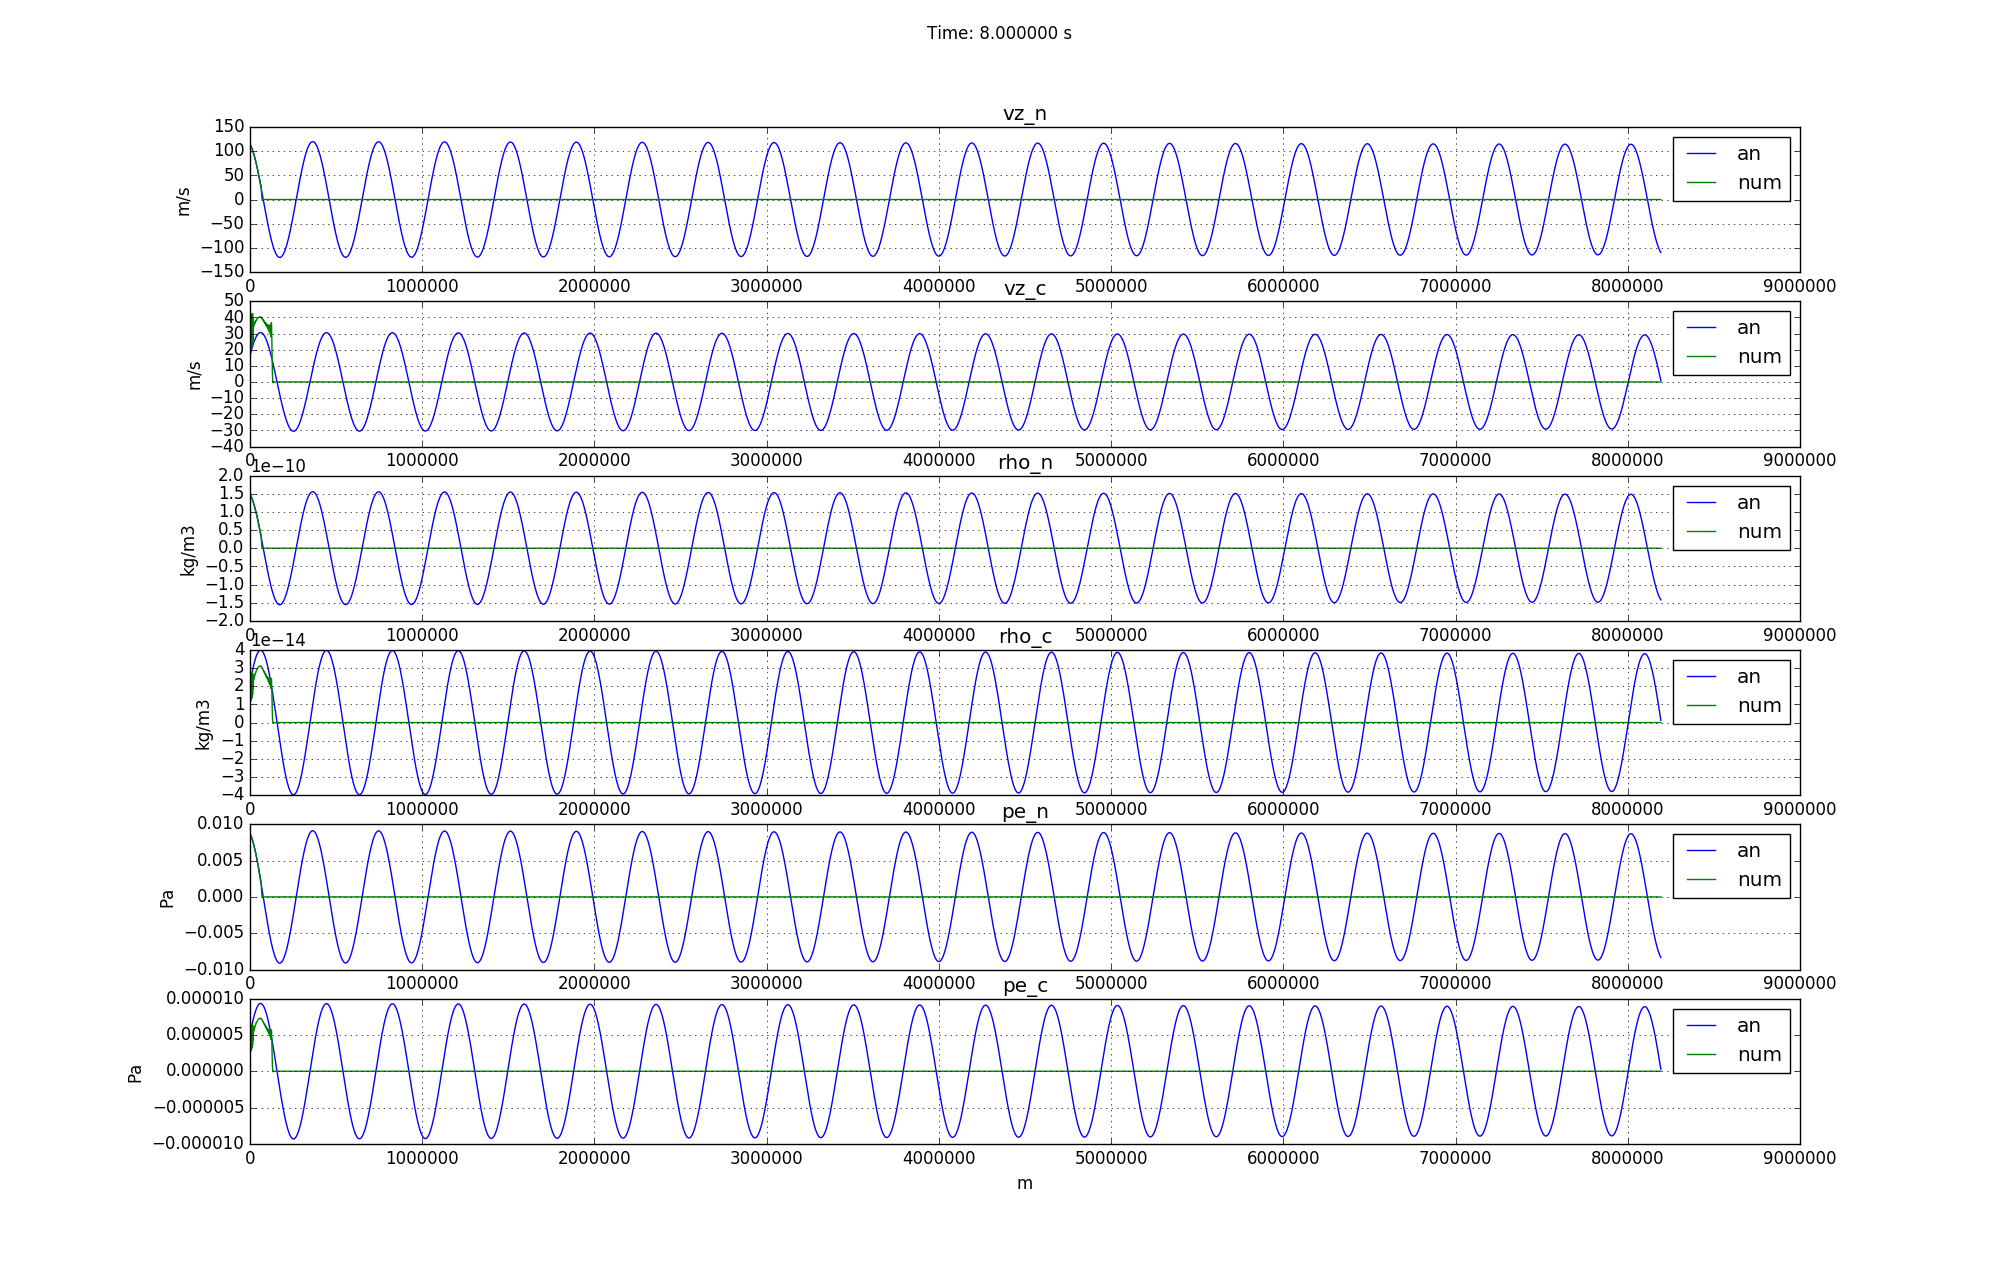 Time: 8.000000 s
vz_n
150
100
50
0
−50
−100
−150
m/s
an
num
0 1000000 2000000 3000000 4000000 5000000 6000000 7000000 8000000 9000000
vz_c
50
40
30
20
10
0
−10
−20
−30
−40
m/s
an
num
0 1000000 2000000 3000000 4000000 5000000 6000000 7000000 8000000 9000000
1e−10
rho_n
2.0
1.5
1.0
0.5
0.0
−0.5
−1.0
−1.5
−2.0
kg/m3
an
num
0 1000000 2000000 3000000 4000000 5000000 6000000 7000000 8000000 9000000
1e−14
rho_c
4
3
2
1
0
−1
−2
−3
−4
kg/m3
an
num
0 1000000 2000000 3000000 4000000 5000000 6000000 7000000 8000000 9000000
pe_n
0.010
0.005
0.000
−0.005
−0.010
Pa
an
num
0 1000000 2000000 3000000 4000000 5000000 6000000 7000000 8000000 9000000
pe_c
0.000010
0.000005
0.000000
−0.000005
−0.000010
Pa
an
num
0 1000000 2000000 3000000 4000000 5000000 6000000 7000000 8000000 9000000
m